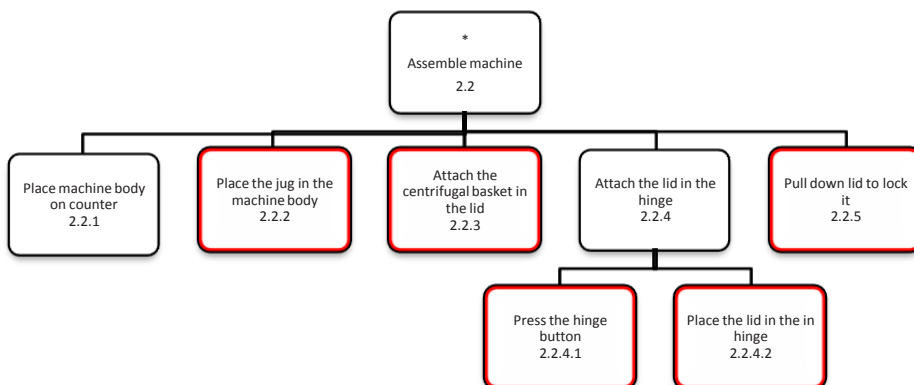 *
Assemble machine
2.2
Place machine body
on counter
2.2.1
Place the jug in the
machine body
2.2.2
Attach the
centrifugal basket in
the lid
2.2.3
Attach the lid in the
hinge
2.2.4
Pull down lid to lock
it
2.2.5
Press the hinge
button
2.2.4.1
Place the lid in the in
hinge
2.2.4.2